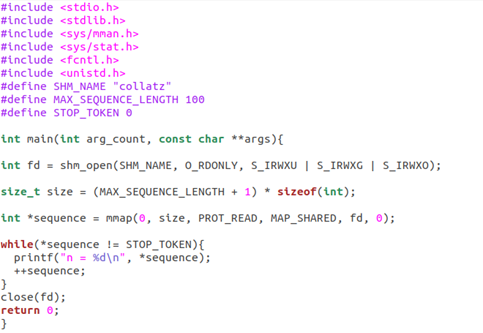 #include <stdio.h>
#include <stdlib.h>
#include <sys/mman.h>
#include <sys/stat.h>
#include <fcntl.h>
#include <unistd.h>
#define SHM_NAME "collatz"
#define MAX_SEQUENCE_LENGTH 100
#define STOP_TOKEN 0
int main(int arg_count, const char **args){
int fd = shm_open(SHM_NAME, O_RDONLY, S_IRWXU | S_IRWXG | S_IRWXO);
size_t size = (MAX_SEQUENCE_LENGTH + 1) * sizeof(int);
int *sequence = mmap(0, size, PROT_READ, MAP_SHARED, fd, 0);
while(*sequence != STOP_TOKEN){
  printf("n = %d\n", *sequence);
  ++sequence;
}
close(fd);
return 0;
}